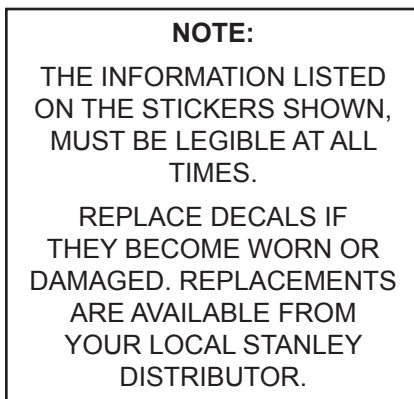 NOTE:
THE INFORMATION LISTED
ON THE STICKERS SHOWN,
MUST BE LEGIBLE AT ALL
TIMES.
REPLACE DECALS IF
THEY BECOME WORN OR
DAMAGED. REPLACEMENTS
ARE AVAILABLE FROM
YOUR LOCAL STANLEY
DISTRIBUTOR.